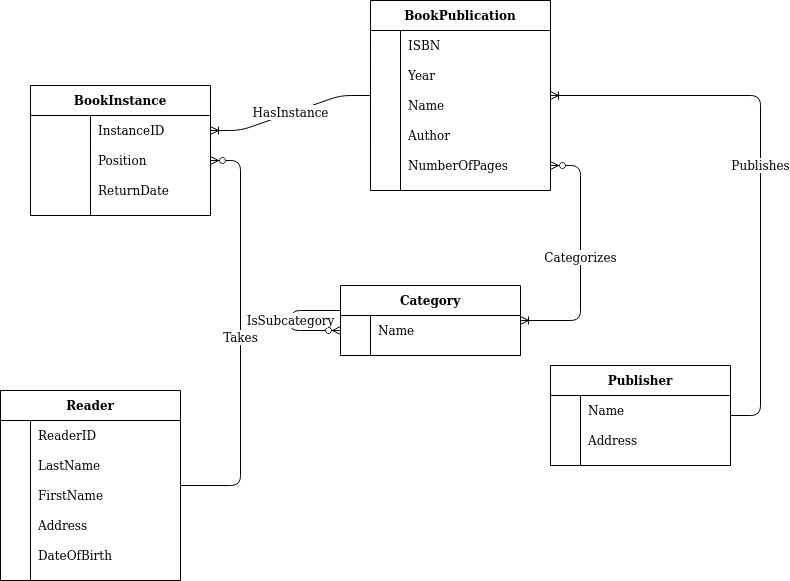 BookPublication
ISBN
Year
Name
Author
NumberOfPages
BookInstance
InstanceID
Position
ReturnDate
HasInstance
Publishes
Categorizes
Category
Name
IsSubcategory
Takes
Publisher
Name
Address
Reader
ReaderID
LastName
FirstName
Address
DateOfBirth